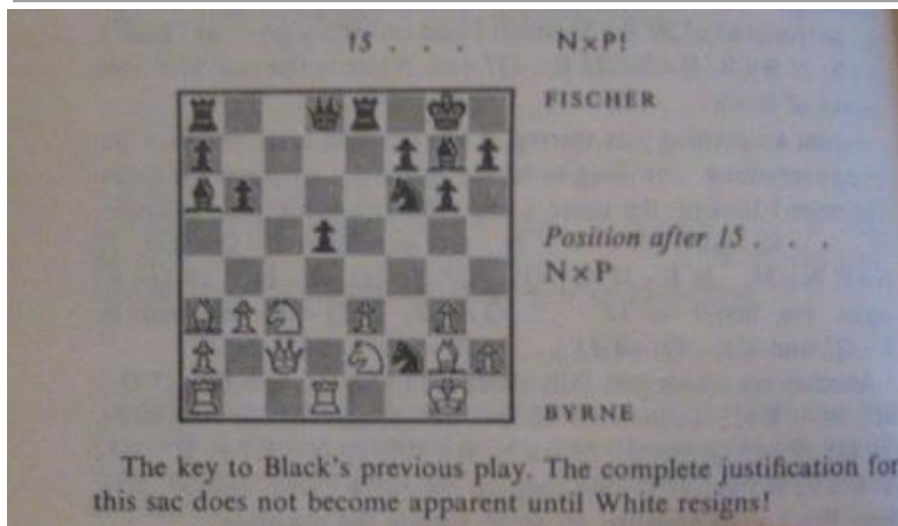 15 . . . N×P!
FISCHER
Position after 15 . . .
N×P
BYRNE
The key to Black's previous play. The complete justification for
this sac does not become apparent until White resigns!